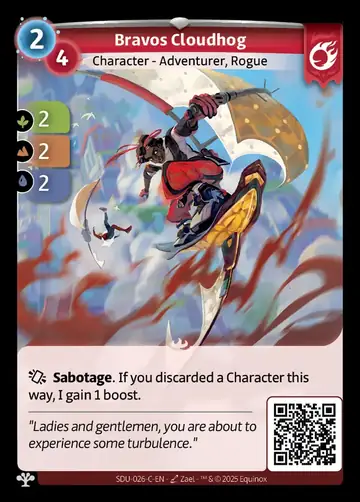 2
Bravos Cloudhog
4
Character - Adventurer, Rogue
2
2
2
Sabotage. If you discarded a Character this
way, I gain 1 boost.
"Ladies and gentlemen, you are about to
experience some turbulence."
SDU-026-C-EN - Zael - ™ & © 2025 Equinox